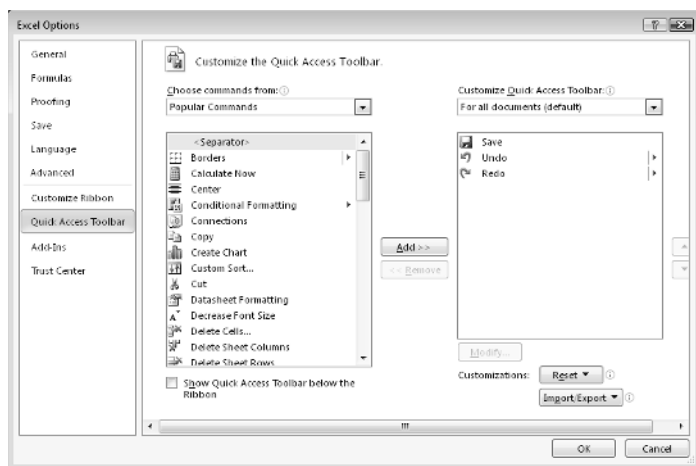 Excel Options
General
Formulas
Proofing
Save
Language
Advanced
Customize Ribbon
Quick Access Toolbar
Add-Ins
Trust Center
Customize the Quick Access Toolbar.
Choose commands from:
Popular Commands
<Separator>
Borders
Calculate Now
Center
Conditional Formatting
Connections
Copy
Create Chart
Custom Sort...
Cut
Datasheet Formatting
Decrease Font Size
Delete Cells...
Delete Sheet Columns
Delete Sheet Rows
Show Quick Access Toolbar below the
Ribbon
Add >>
<< Remove
Customize Quick Access Toolbar:
For all documents (default)
Save
Undo
Redo
Modify...
Customizations: Reset
Import/Export
OK Cancel